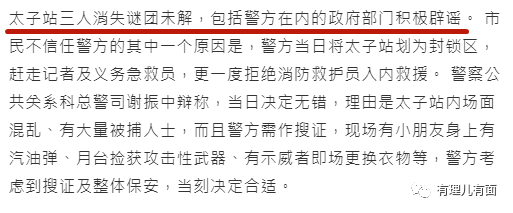 太子站三人消失谜团未解，包括警方在内的政府部门积极辟谣。 市
民不信任警方的其中一个原因是，警方当日将太子站划为封锁区，
赶走记者及义务急救员，更一度拒绝消防救护员入内救援。 警察公
共关系科总警司谢振中辩称，当日决定无错，理由是太子站内场面
混乱、有大量被捕人士，而且警方需作搜证，现场有小朋友身上有
汽油弹、月台捡获攻击性武器、有示威者即场更换衣物等，警方考
虑到搜证及整体保安，当刻决定合适。
有理儿有面